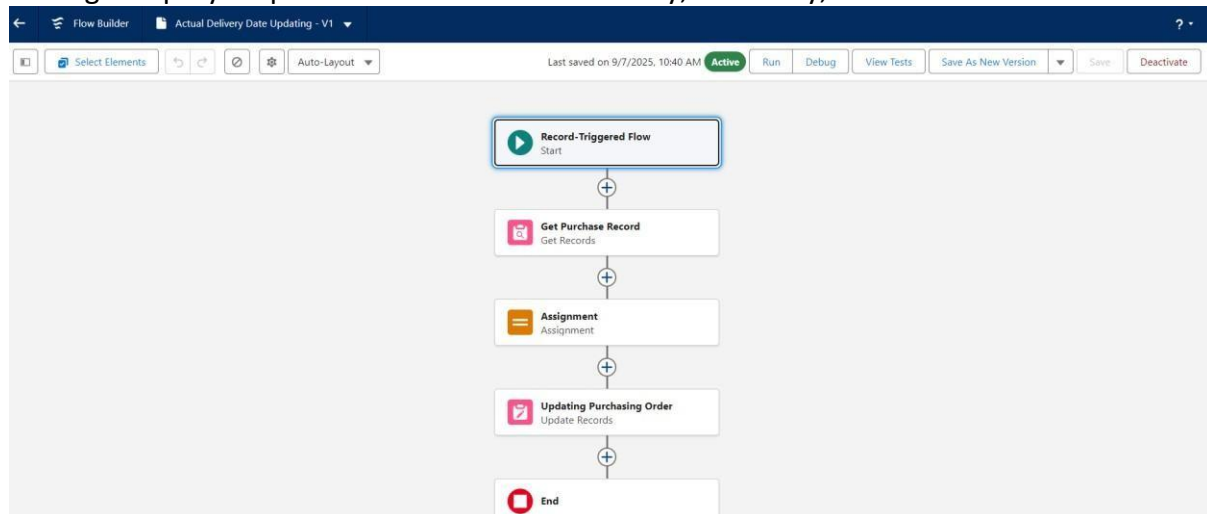 ← Flow Builder Actual Delivery Date Updating - V1 ?
Select Elements Auto-Layout Last saved on 9/7/2025, 10:40 AM Active Run Debug View Tests Save As New Version Save Deactivate
Record-Triggered Flow
Start
Get Purchase Record
Get Records
Assignment
Assignment
Updating Purchasing Order
Update Records
End